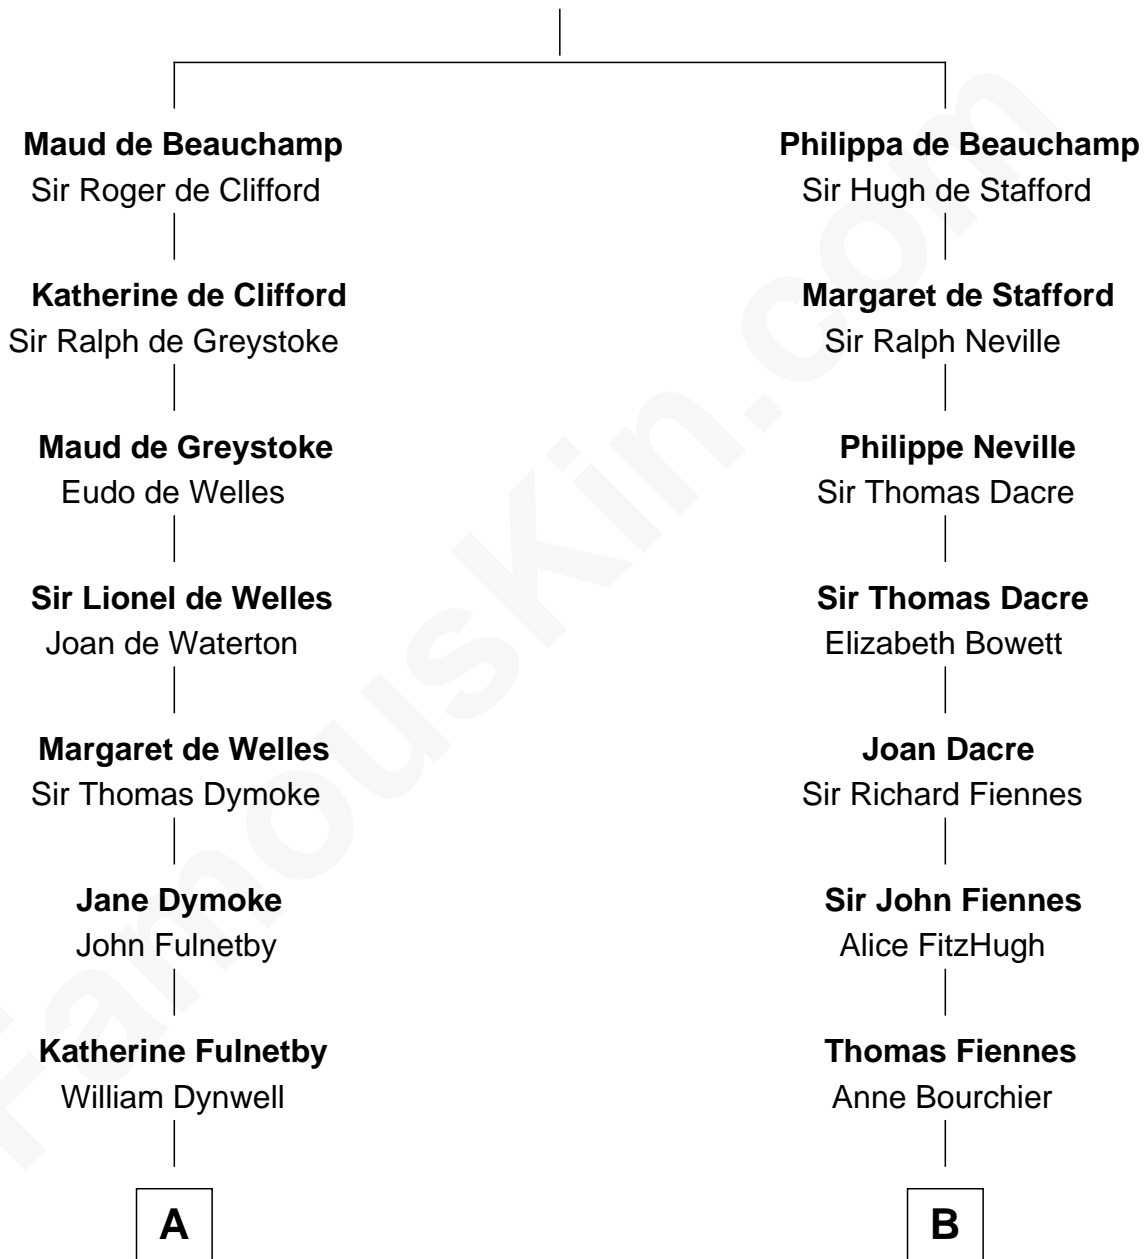 Maud de Beauchamp
Sir Roger de Clifford
Katherine de Clifford
Sir Ralph de Greystoke
Maud de Greystoke
Eudo de Welles
Sir Lionel de Welles
Joan de Waterton
Margaret de Welles
Sir Thomas Dymoke
Jane Dymoke
John Fulnetby
Katherine Fulnetby
William Dynwell
A
Philippa de Beauchamp
Sir Hugh de Stafford
Margaret de Stafford
Sir Ralph Neville
Philippe Neville
Sir Thomas Dacre
Sir Thomas Dacre
Elizabeth Bowett
Joan Dacre
Sir Richard Fiennes
Sir John Fiennes
Alice FitzHugh
Thomas Fiennes
Anne Bourchier
B
FamousKin.com